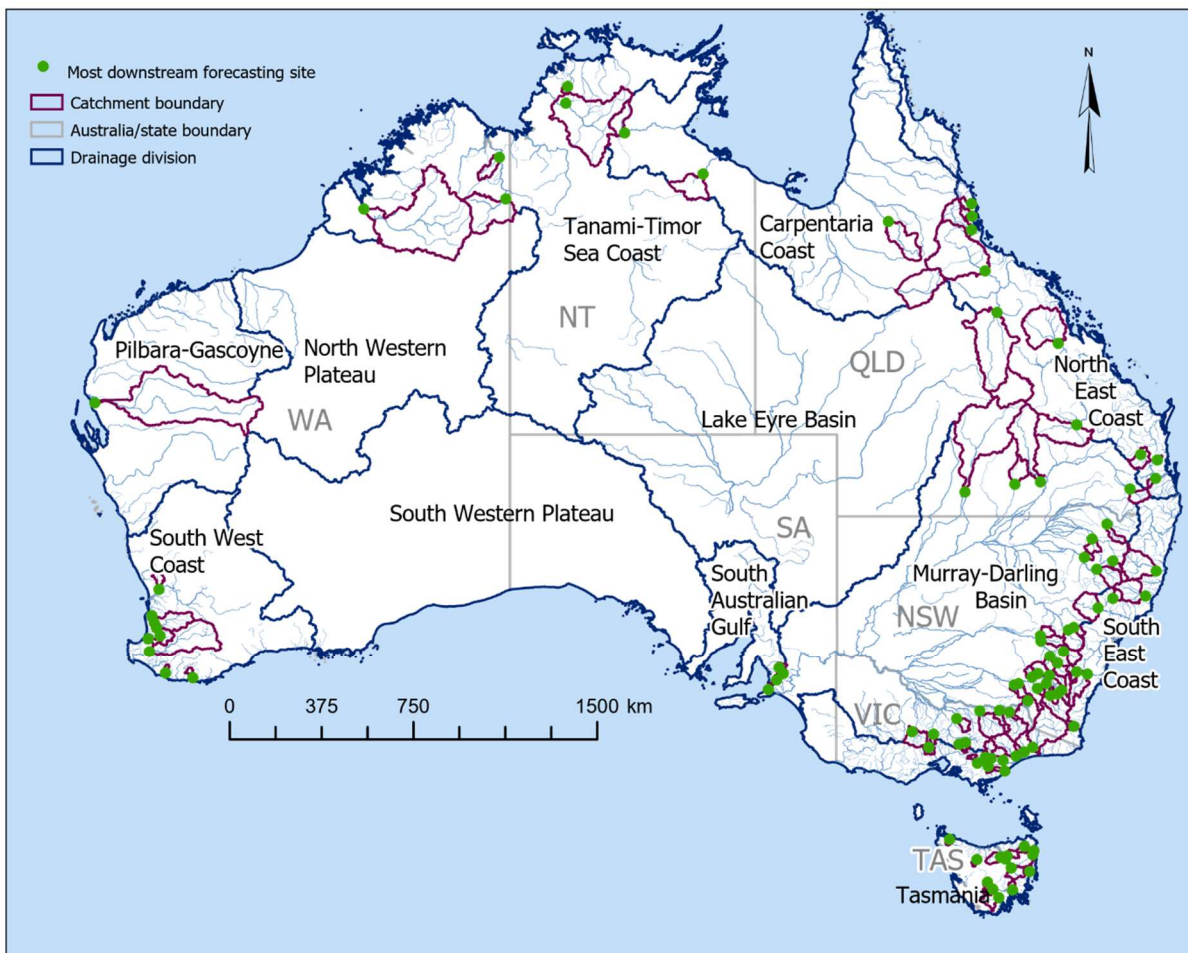 N
Most downstream forecasting site
Catchment boundary
Australia/state boundary
Drainage division
Tanami-Timor
Sea Coast
Carpentaria
Coast
NT
QLD
Pilbara-Gascoyne
North Western
Plateau
WA
North
East
Coast
Lake Eyre Basin
South Western Plateau
SA
South West
Coast
South
Australian
Gulf
Murray-Darling
Basin
NSW
South
East
Coast
VIC
0 375 750 1500 km
TAS
Tasmania